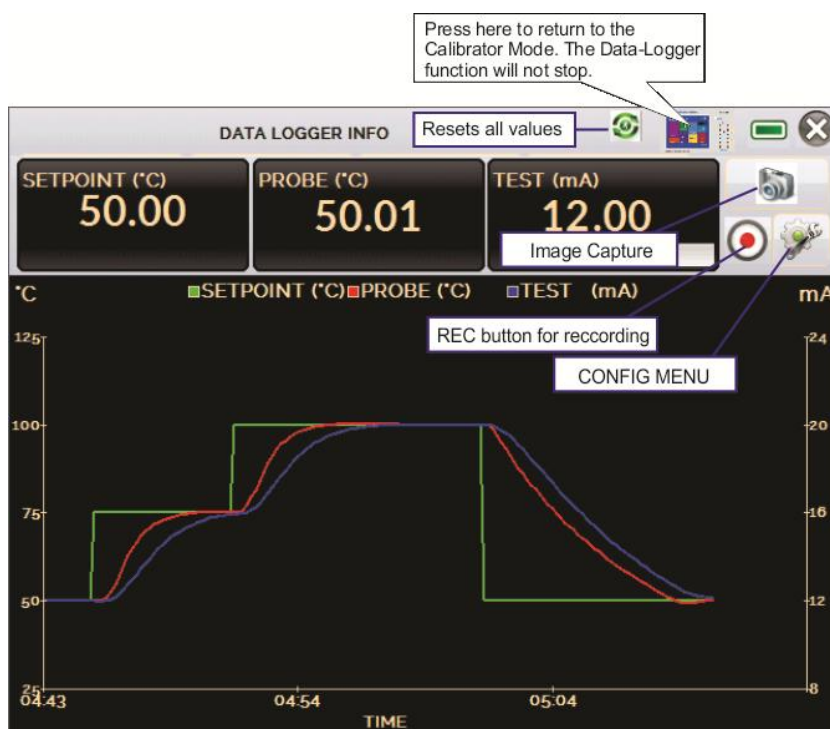 Press here to return to the
Calibrator Mode. The Data-Logger
function will not stop.
DATA LOGGER INFO
Resets all values
SETPOINT (°C)
50.00
PROBE (°C)
50.01
TEST (mA)
12.00
Image Capture
°C
SETPOINT (°C)
PROBE (°C)
TEST (mA)
mA
REC button for reccording
CONFIG MENU
125
100
75
50
25
24
20
16
12
8
04:43
04:54
05:04
TIME